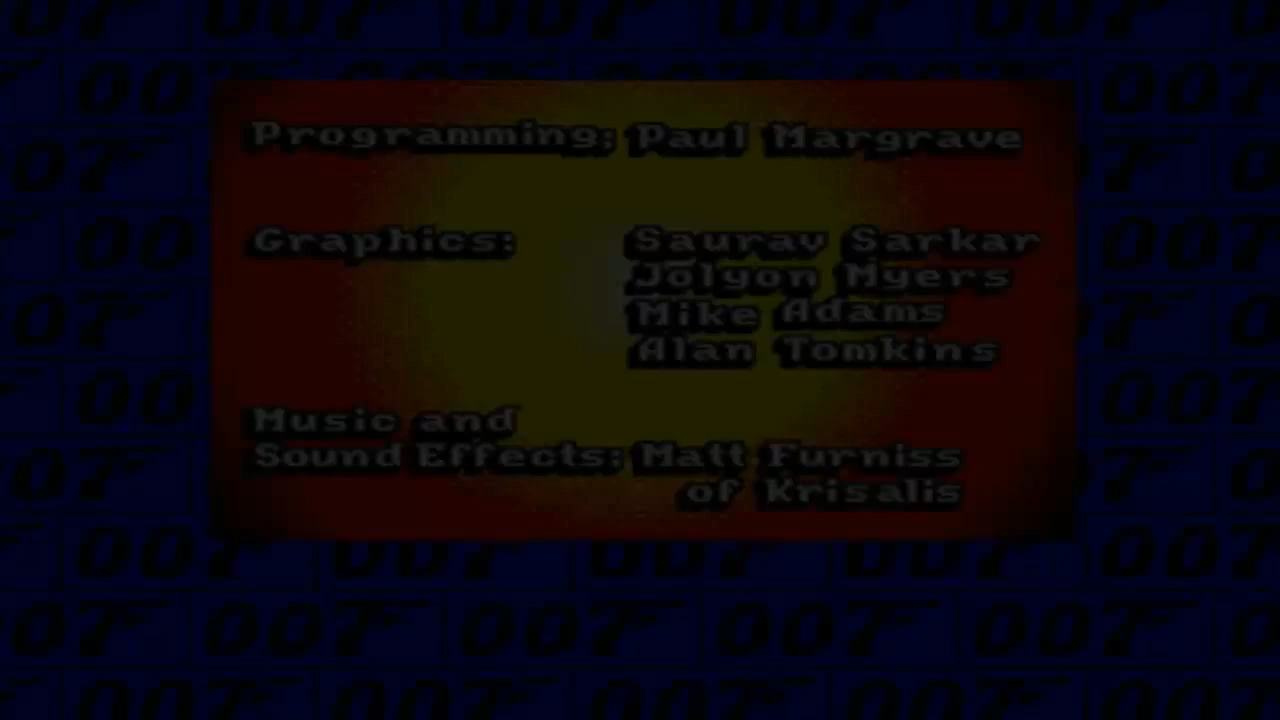 Programming; Paul Margrave
Graphics: Saurav Sarkar
Jolyon Myers
Mike Adams
Alan Tomkins
Music and
Sound Effects: Matt Furniss
of Krisalis